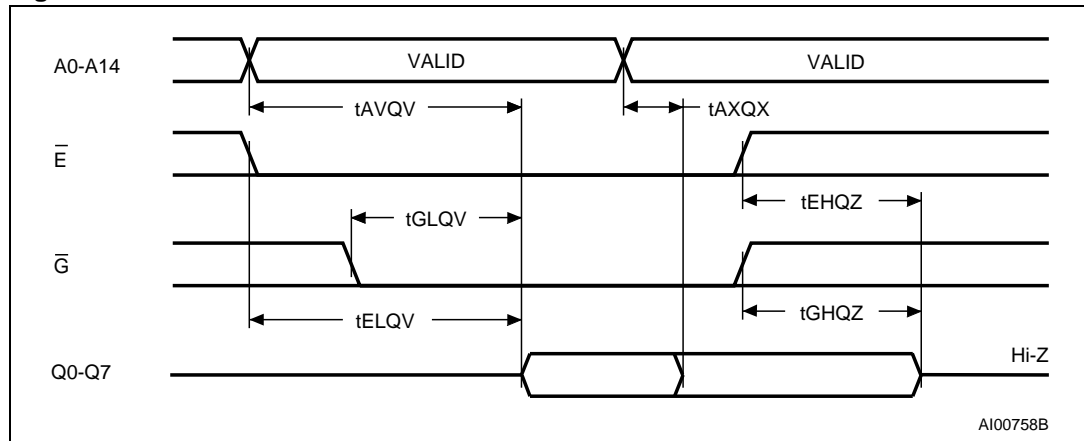 A0-A14
VALID
VALID
tAVQV
tAXQX
E̅
tEHQZ
tGLQV
G̅
tGHQZ
tELQV
Hi-Z
Q0-Q7
AI00758B